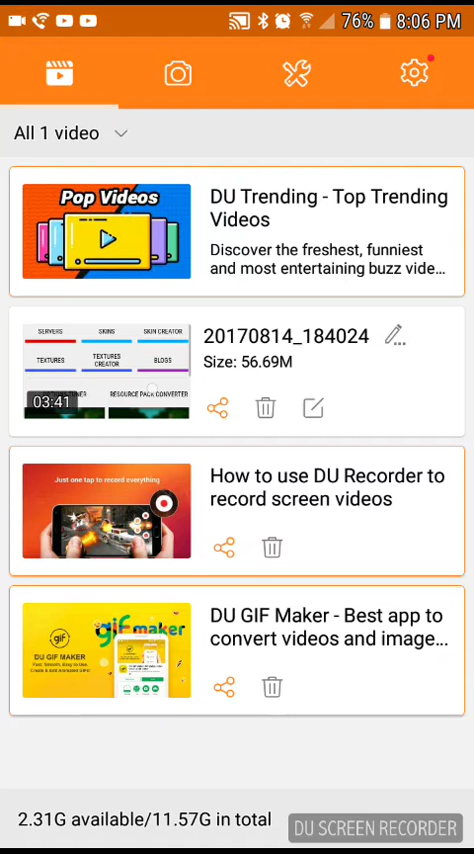 76% 8:06 PM
All 1 video
Pop Videos
DU Trending - Top Trending
Videos
Discover the freshest, funniest
and most entertaining buzz vide...
SERVERS SKINS SKIN CREATOR
TEXTURES TEXTURES CREATOR BLOGS
RESOURCE PACK CONVERTER
03:41
20170814_184024
Size: 56.69M
Just one tap to record everything
How to use DU Recorder to
record screen videos
gif
gif maker
DU GIF MAKER
DU GIF Maker - Best app to
convert videos and image...
2.31G available/11.57G in total
DU SCREEN RECORDER